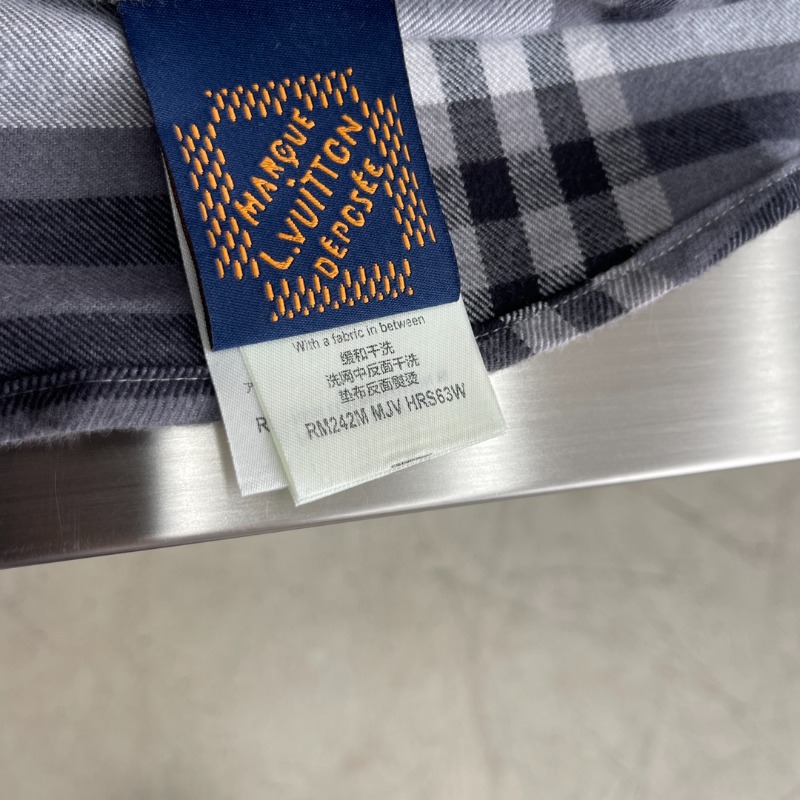 MARQUE
L.VUITTON
DÉPOSÉE
With a fabric in between
缓和干洗
洗网中反面干洗
垫布反面熨烫
RM242M MJV HRS63W
R